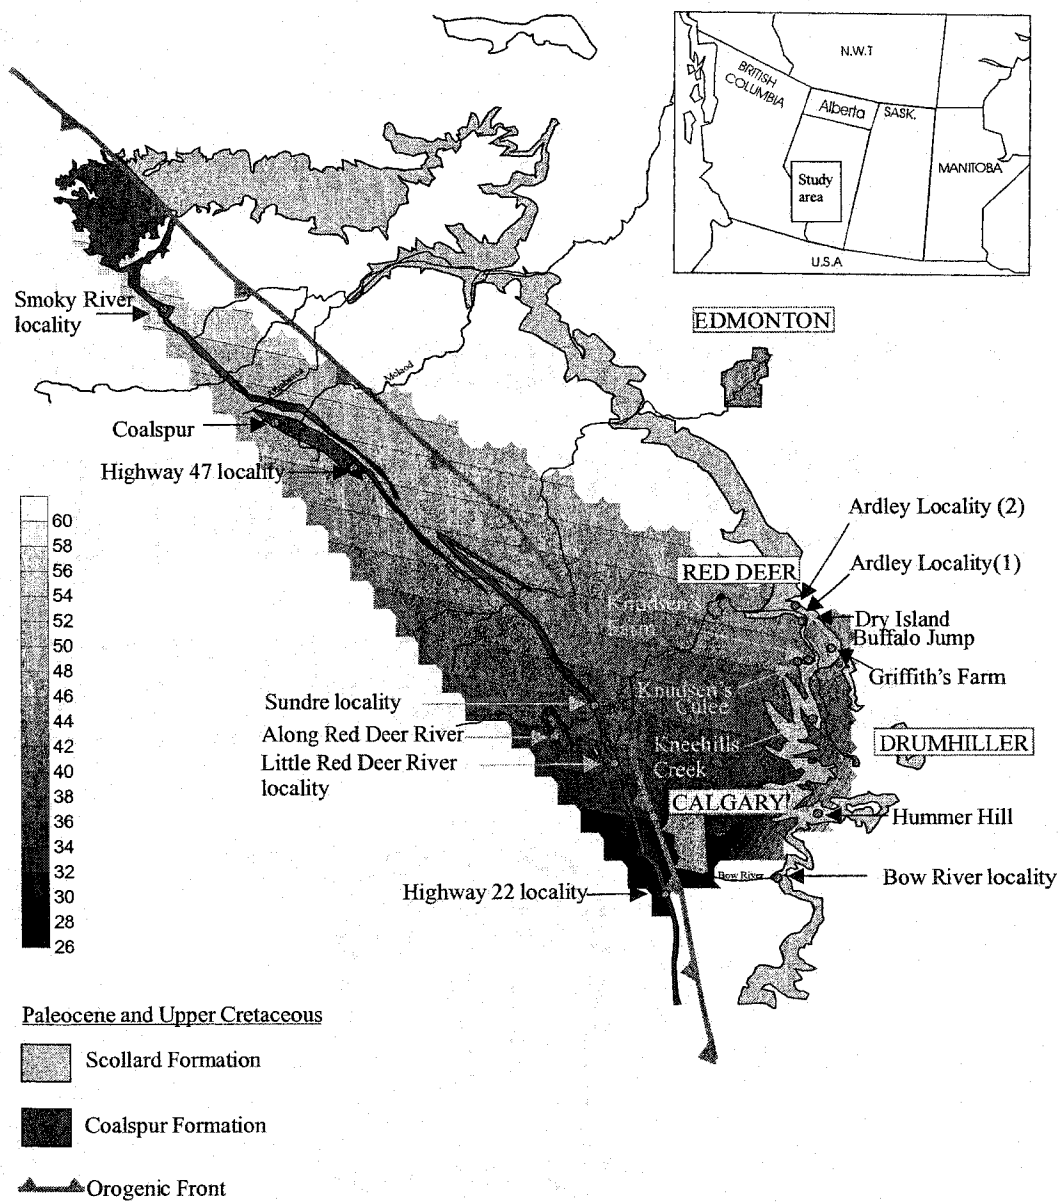 N.W.T
BRITISH
COLUMBIA
Alberta
SASK.
MANITOBA
Study
area
U.S.A
EDMONTON
Smoky River
locality
Athabasca
Mcleod
Coalspur
Highway 47 locality
60
58
56
54
52
50
48
46
44
42
40
38
36
34
32
30
28
26
Ardley Locality (2)
Ardley Locality(1)
RED DEER
Knudsen's
Farm
Dry Island
Buffalo Jump
Griffith's Farm
Knudsen's
Culee
Sundre locality
Along Red Deer River
Little Red Deer River
locality
Kneehills
Creek
DRUMHILLER
CALGARY
Hummer Hill
Bow River
Bow River locality
Highway 22 locality
Paleocene and Upper Cretaceous
Scollard Formation
Coalspur Formation
Orogenic Front